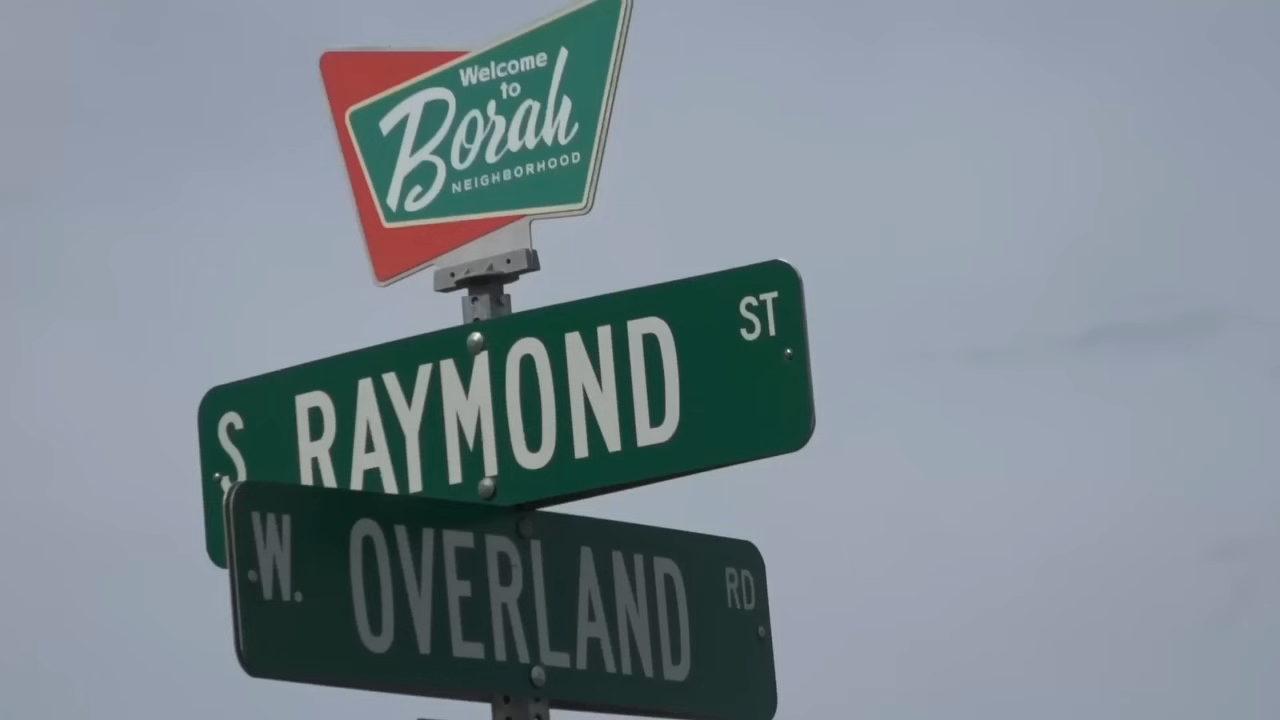 Welcome
to
Borah
NEIGHBORHOOD
S RAYMOND ST
W. OVERLAND RD